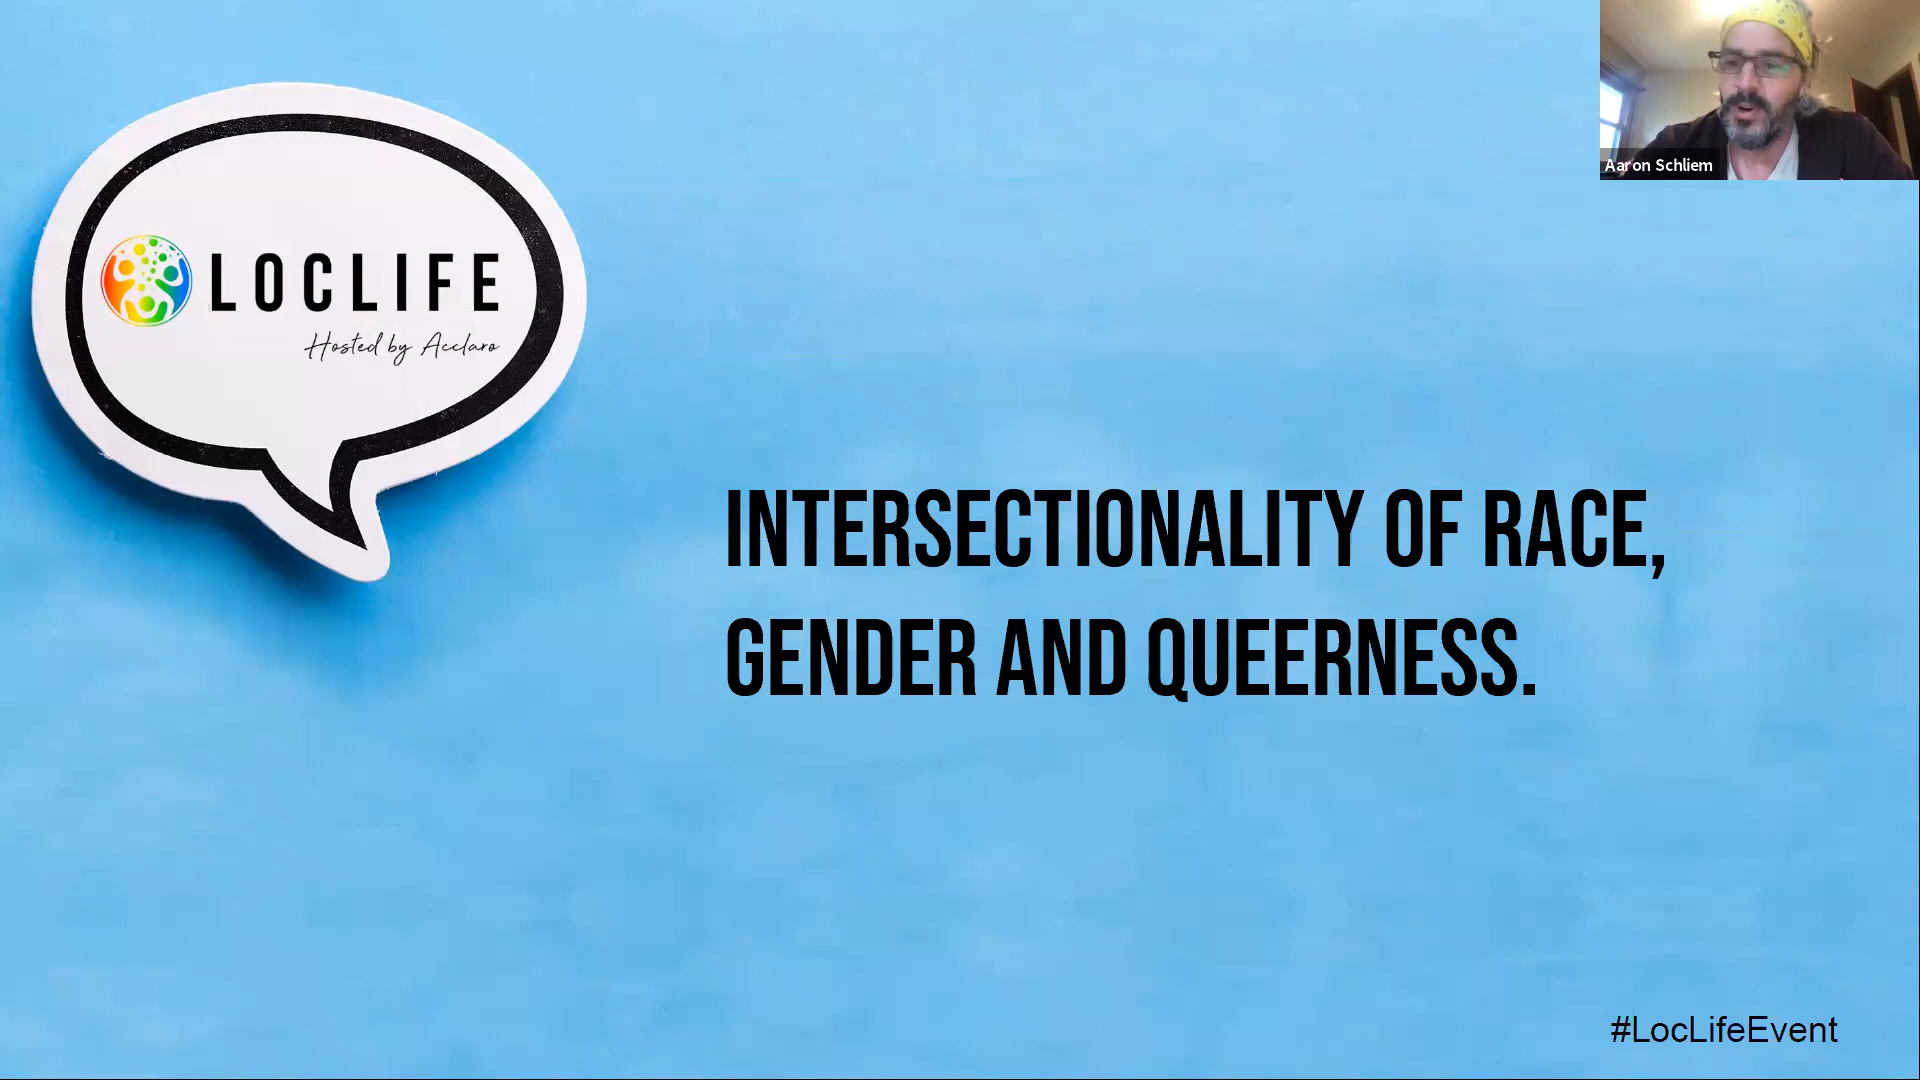 Aaron Schliem
LOCLIFE
Hosted by Acclaro
INTERSECTIONALITY OF RACE,
GENDER AND QUEERNESS.
#LocLifeEvent